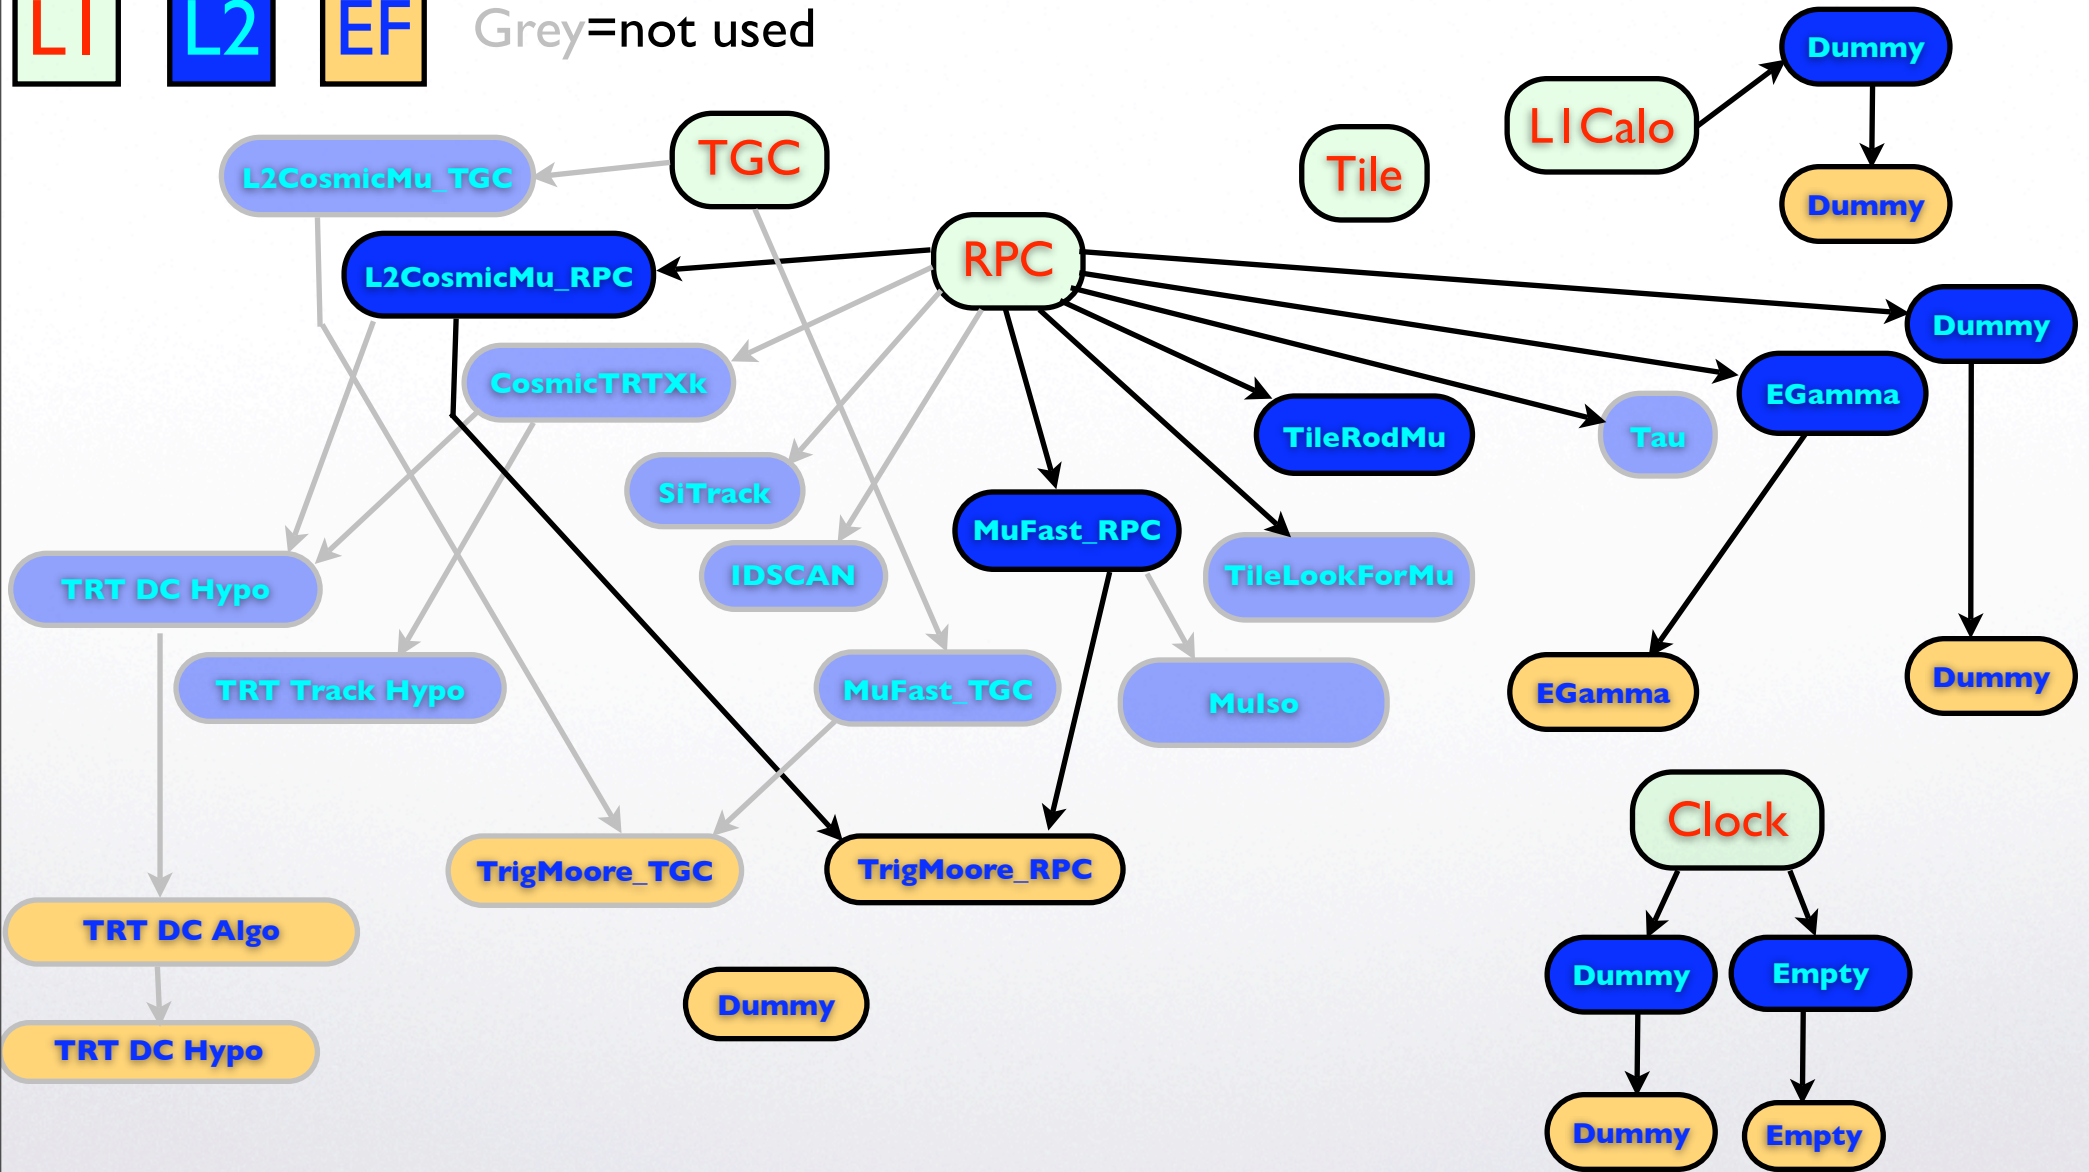 L1
L2
EF
Grey=not used
Dummy
L1Calo
TGC
Tile
L2CosmicMu_TGC
Dummy
RPC
L2CosmicMu_RPC
Dummy
CosmicTRTXk
EGamma
TileRodMu
Tau
SiTrack
MuFast_RPC
IDSCAN
TileLookForMu
TRT DC Hypo
TRT Track Hypo
MuFast_TGC
MuIso
EGamma
Dummy
Clock
TrigMoore_TGC
TrigMoore_RPC
TRT DC Algo
Dummy
Empty
Dummy
TRT DC Hypo
Dummy
Empty